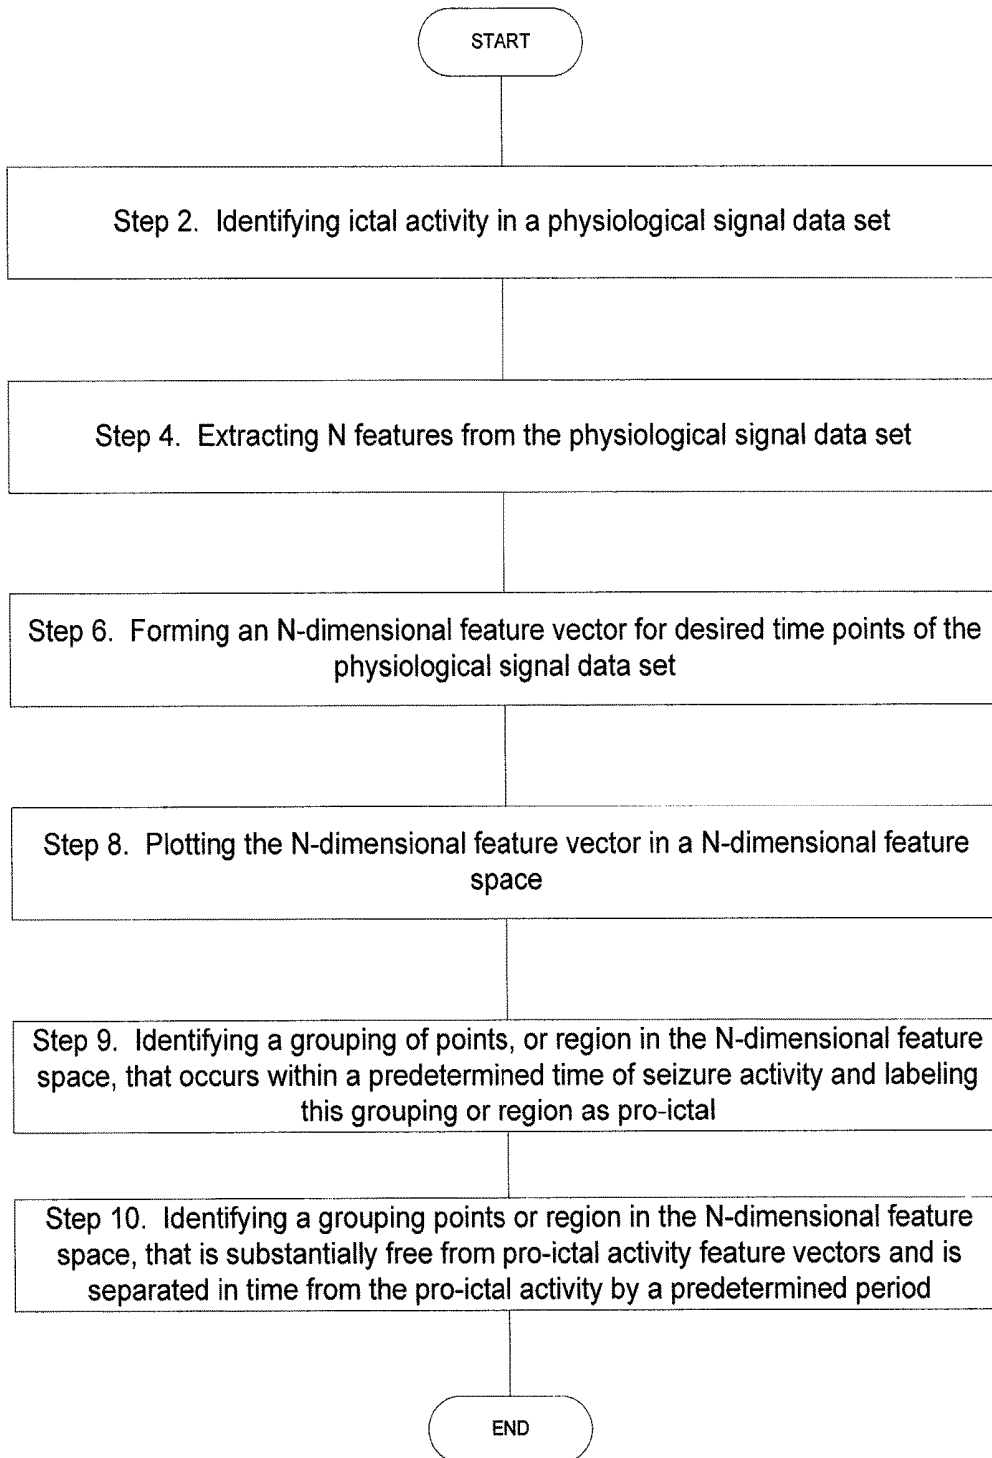 START
Step 2. Identifying ictal activity in a physiological signal data set
Step 4. Extracting N features from the physiological signal data set
Step 6. Forming an N-dimensional feature vector for desired time points of the
physiological signal data set
Step 8. Plotting the N-dimensional feature vector in a N-dimensional feature
space
Step 9. Identifying a grouping of points, or region in the N-dimensional feature
space, that occurs within a predetermined time of seizure activity and labeling
this grouping or region as pro-ictal
Step 10. Identifying a grouping points or region in the N-dimensional feature
space, that is substantially free from pro-ictal activity feature vectors and is
separated in time from the pro-ictal activity by a predetermined period
END